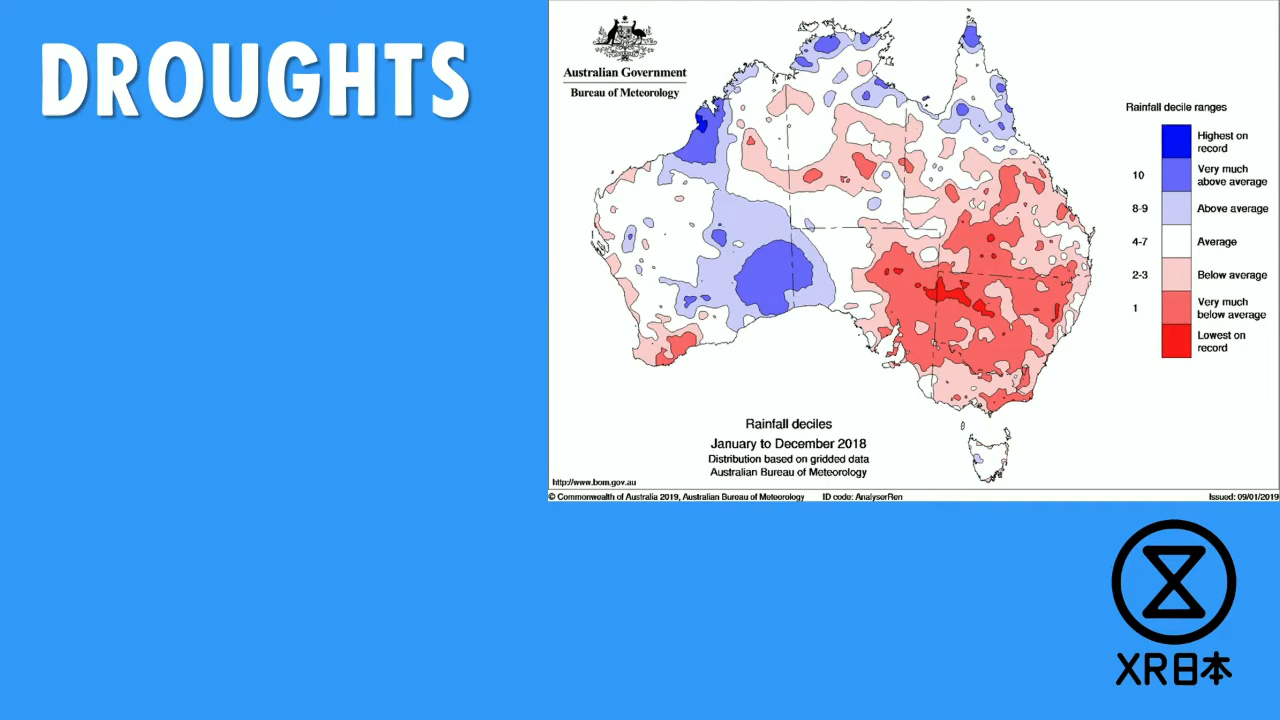 DROUGHTS
Australian Government
Bureau of Meteorology
Rainfall decile ranges
Highest on
record
10
Very much
above average
8-9
Above average
4-7
Average
2-3
Below average
1
Very much
below average
Lowest on
record
Rainfall deciles
January to December 2018
Distribution based on gridded data
Australian Bureau of Meteorology
http://www.bom.gov.au
© Commonwealth of Australia 2019, Australian Bureau of Meteorology
ID code: AnalyserRen
Issued: 09/01/2019
XR日本